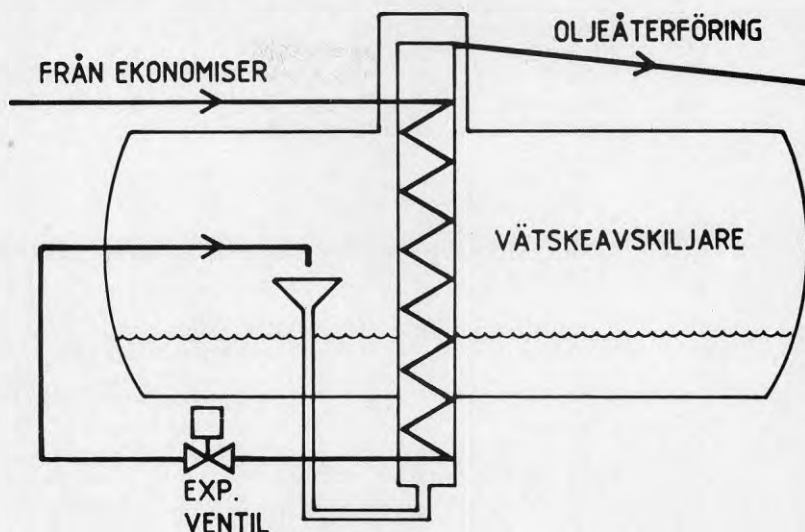 OLJEÅTERFÖRING
FRÅN EKONOMISER
VÄTSKEAVSKILJARE
EXP.
VENTIL